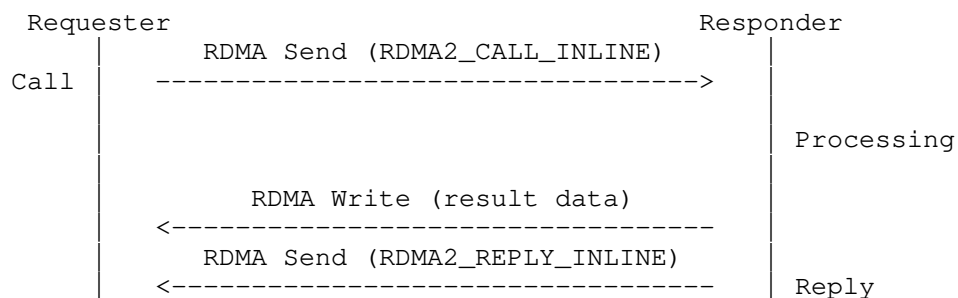 Requester Responder
RDMA Send (RDMA2_CALL_INLINE)
Call | ----------------------------------> |
Processing
RDMA Write (result data)
<----------------------------------
RDMA Send (RDMA2_REPLY_INLINE)
<---------------------------------- | Reply